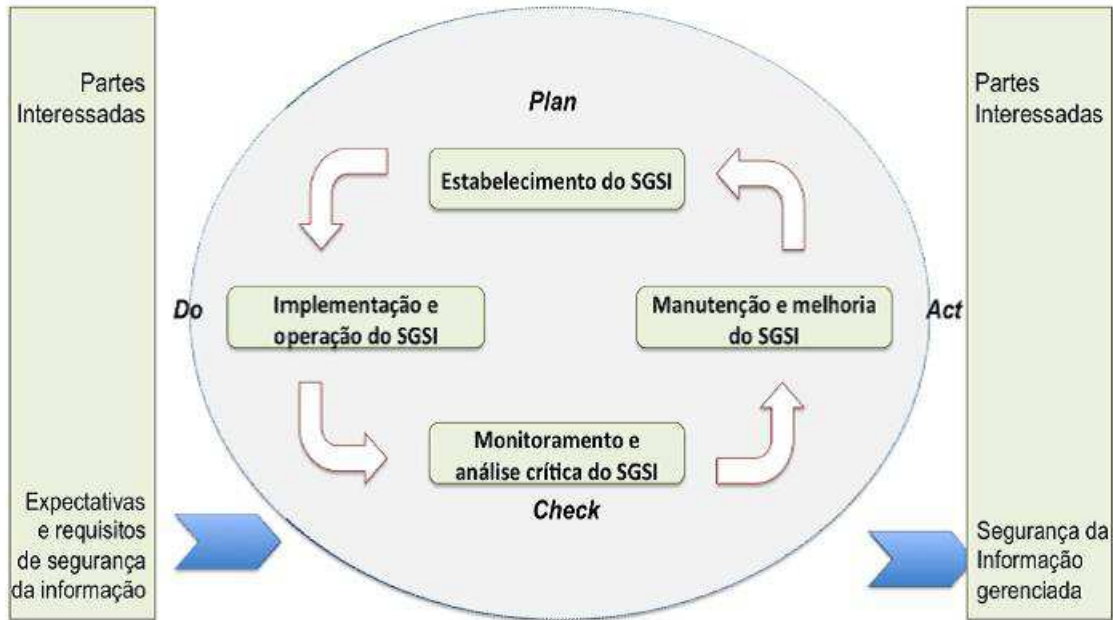 Partes
Interessadas
Expectativas
e requisitos
de segurança
da informação
Plan
Estabelecimento do SGSI
Do
Implementação e
operação do SGSI
Manutenção e melhoria
do SGSI
Act
Monitoramento e
análise crítica do SGSI
Check
Partes
Interessadas
Segurança da
Informação
gerenciada